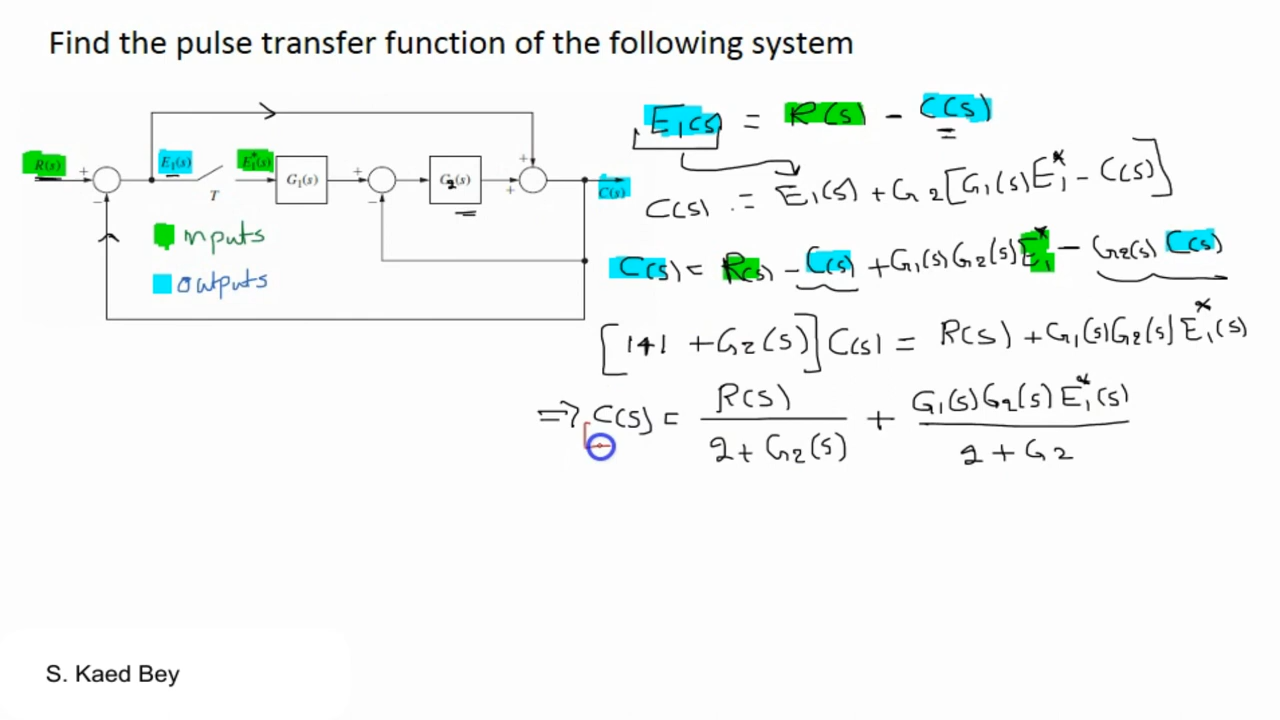 Find the pulse transfer function of the following system
R(s) + − E₁(s) T E₁*(s) G₁(s) + − G₂(s) + + C(s)
inputs
outputs
E₁(s) = R(s) − C(s)
C(s) = E₁(s) + G₂[G₁(s)E₁* − C(s)]
C(s) = R(s) − C(s) + G₁(s)G₂(s)E₁* − G₂(s)C(s)
[1+1 + G₂(s)]C(s) = R(s) + G₁(s)G₂(s)E₁*(s)
⇒ C(s) = R(s) / 2 + G₂(s) + G₁(s)G₂(s)E₁*(s) / 2 + G₂
S. Kaed Bey